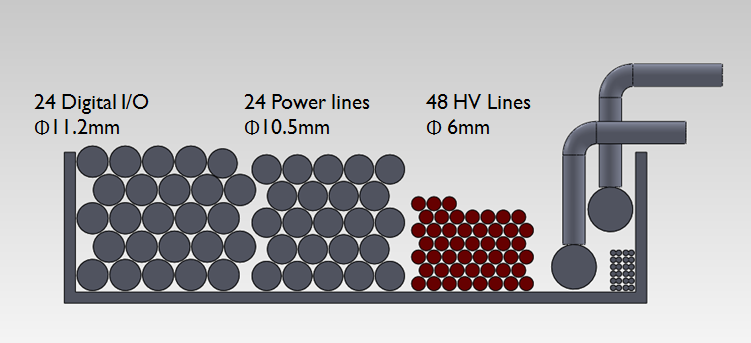 24 Digital I/O
Φ11.2mm
24 Power lines
Φ10.5mm
48 HV Lines
Φ 6mm